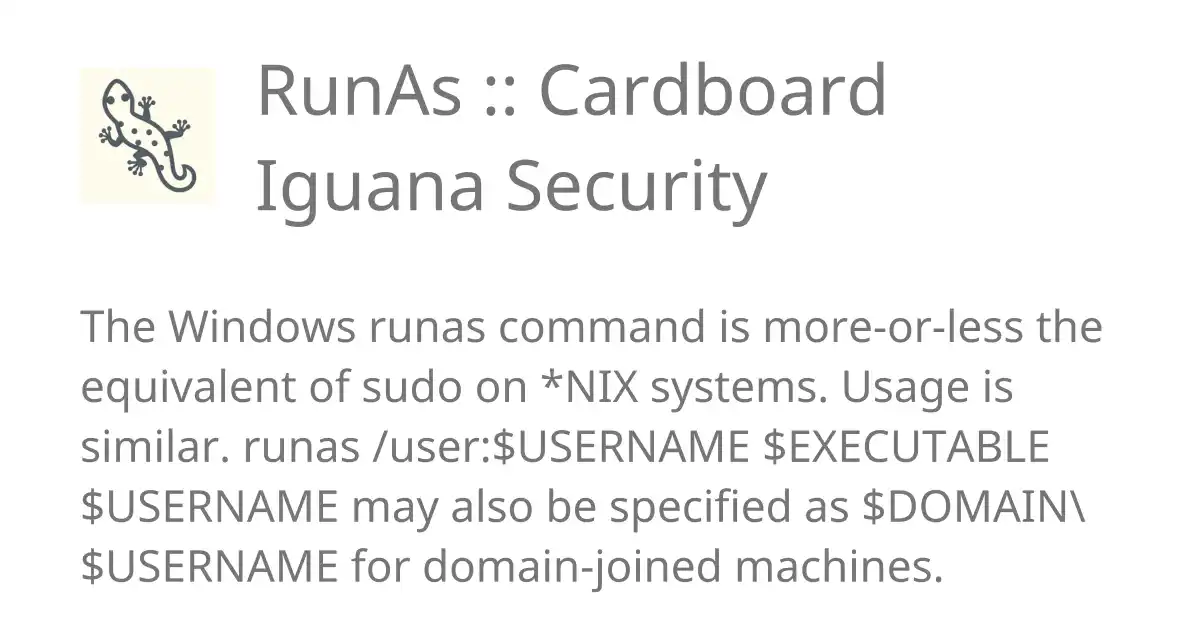 RunAs :: Cardboard
Iguana Security
The Windows runas command is more-or-less the
equivalent of sudo on *NIX systems. Usage is
similar. runas /user:$USERNAME $EXECUTABLE
$USERNAME may also be specified as $DOMAIN\
$USERNAME for domain-joined machines.